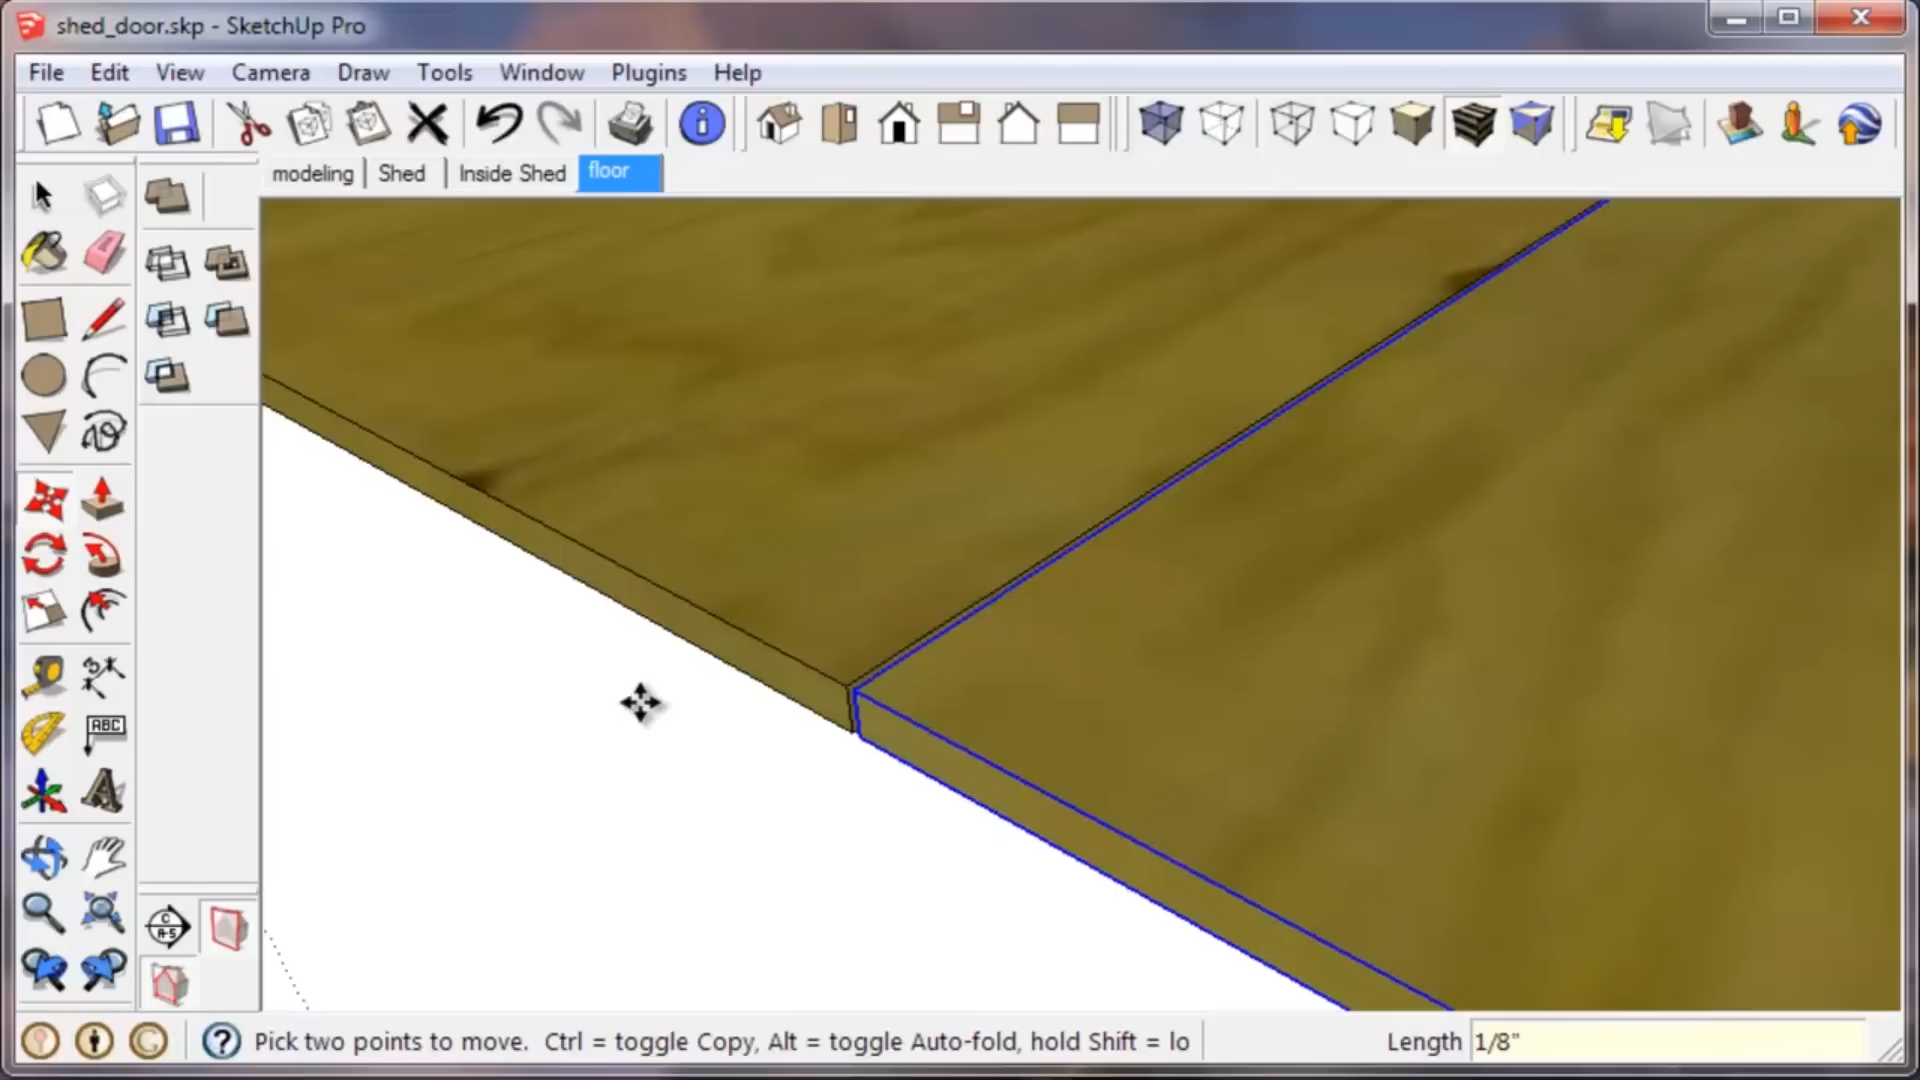 shed_door.skp - SketchUp Pro
File Edit View Camera Draw Tools Window Plugins Help
modeling Shed Inside Shed floor
ABC
C
A-5
Pick two points to move. Ctrl = toggle Copy, Alt = toggle Auto-fold, hold Shift = lo Length 1/8"